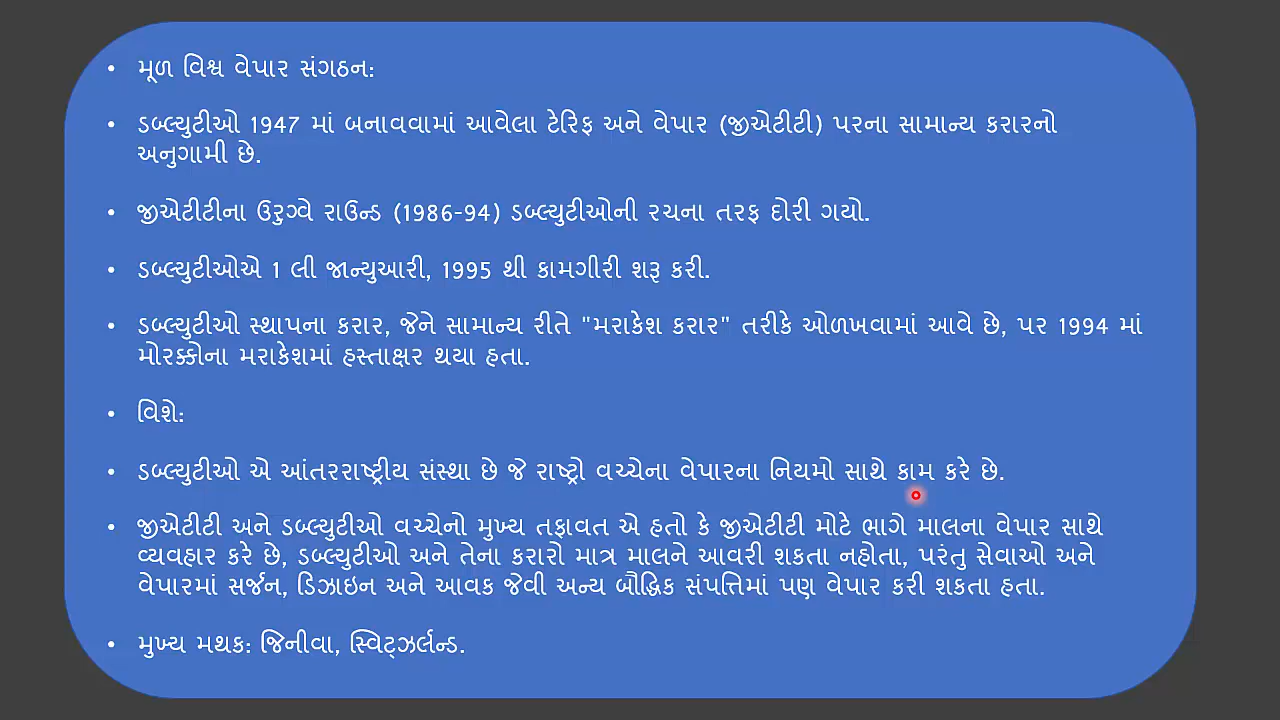 • મૂળ વિશ્વ વેપાર સંગઠન:
• ડબ્લ્યુટીઓ 1947 માં બનાવવામાં આવેલા ટેરિફ અને વેપાર (જીએટીટી) પરના સામાન્ય કરારનો
અનુગામી છે.
• જીએટીટીના ઉરુગ્વે રાઉન્ડ (1986-94) ડબ્લ્યુટીઓની રચના તરફ દોરી ગયો.
• ડબ્લ્યુટીઓએ 1 લી જાન્યુઆરી, 1995 થી કામગીરી શરૂ કરી.
• ડબ્લ્યુટીઓ સ્થાપના કરાર, જેને સામાન્ય રીતે "મરાકેશ કરાર" તરીકે ઓળખવામાં આવે છે, પર 1994 માં
મોરક્કોના મરાકેશમાં હસ્તાક્ષર થયા હતા.
• વિશે:
• ડબ્લ્યુટીઓ એ આંતરરાષ્ટ્રીય સંસ્થા છે જે રાષ્ટ્રો વચ્ચેના વેપારના નિયમો સાથે કામ કરે છે.
• જીએટીટી અને ડબ્લ્યુટીઓ વચ્ચેનો મુખ્ય તફાવત એ હતો કે જીએટીટી મોટે ભાગે માલના વેપાર સાથે
વ્યવહાર કરે છે, ડબ્લ્યુટીઓ અને તેના કરારો માત્ર માલને આવરી શકતા નહોતા, પરંતુ સેવાઓ અને
વેપારમાં સર્જન, ડિઝાઇન અને આવક જેવી અન્ય બૌદ્ધિક સંપત્તિમાં પણ વેપાર કરી શકતા હતા.
• મુખ્ય મથક: જિનીવા, સ્વિટ્ઝર્લન્ડ.